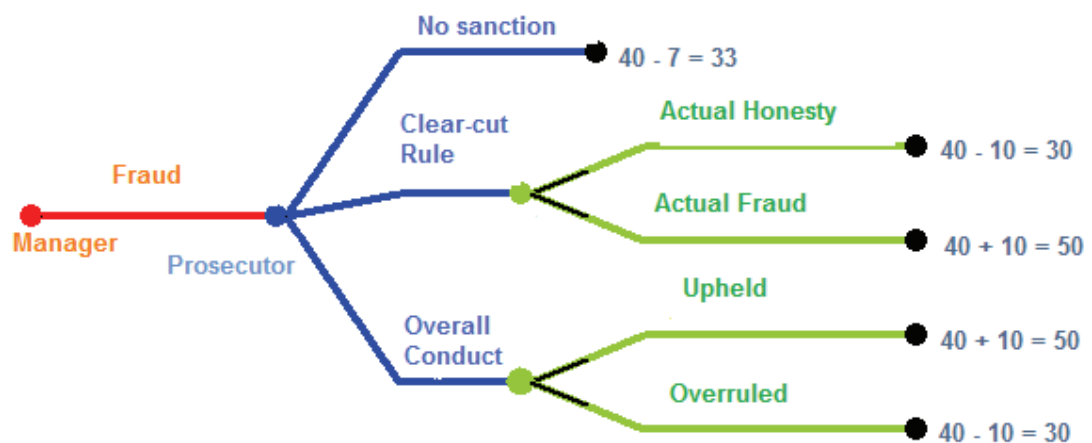 No sanction
40 - 7 = 33
Clear-cut
Rule
Actual Honesty
40 - 10 = 30
Fraud
Actual Fraud
Manager
40 + 10 = 50
Prosecutor
Upheld
Overall
Conduct
40 + 10 = 50
Overruled
40 - 10 = 30